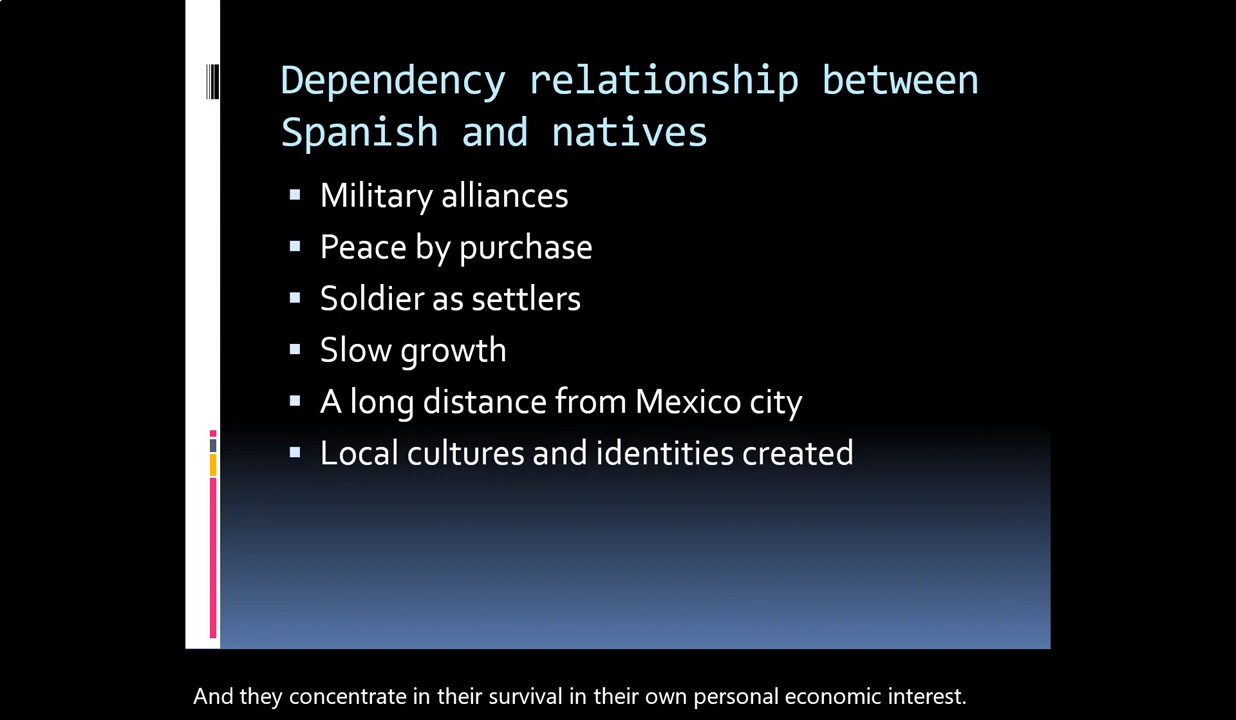 Dependency relationship between
Spanish and natives
Military alliances
Peace by purchase
Soldier as settlers
Slow growth
A long distance from Mexico city
Local cultures and identities created
And they concentrate in their survival in their own personal economic interest.